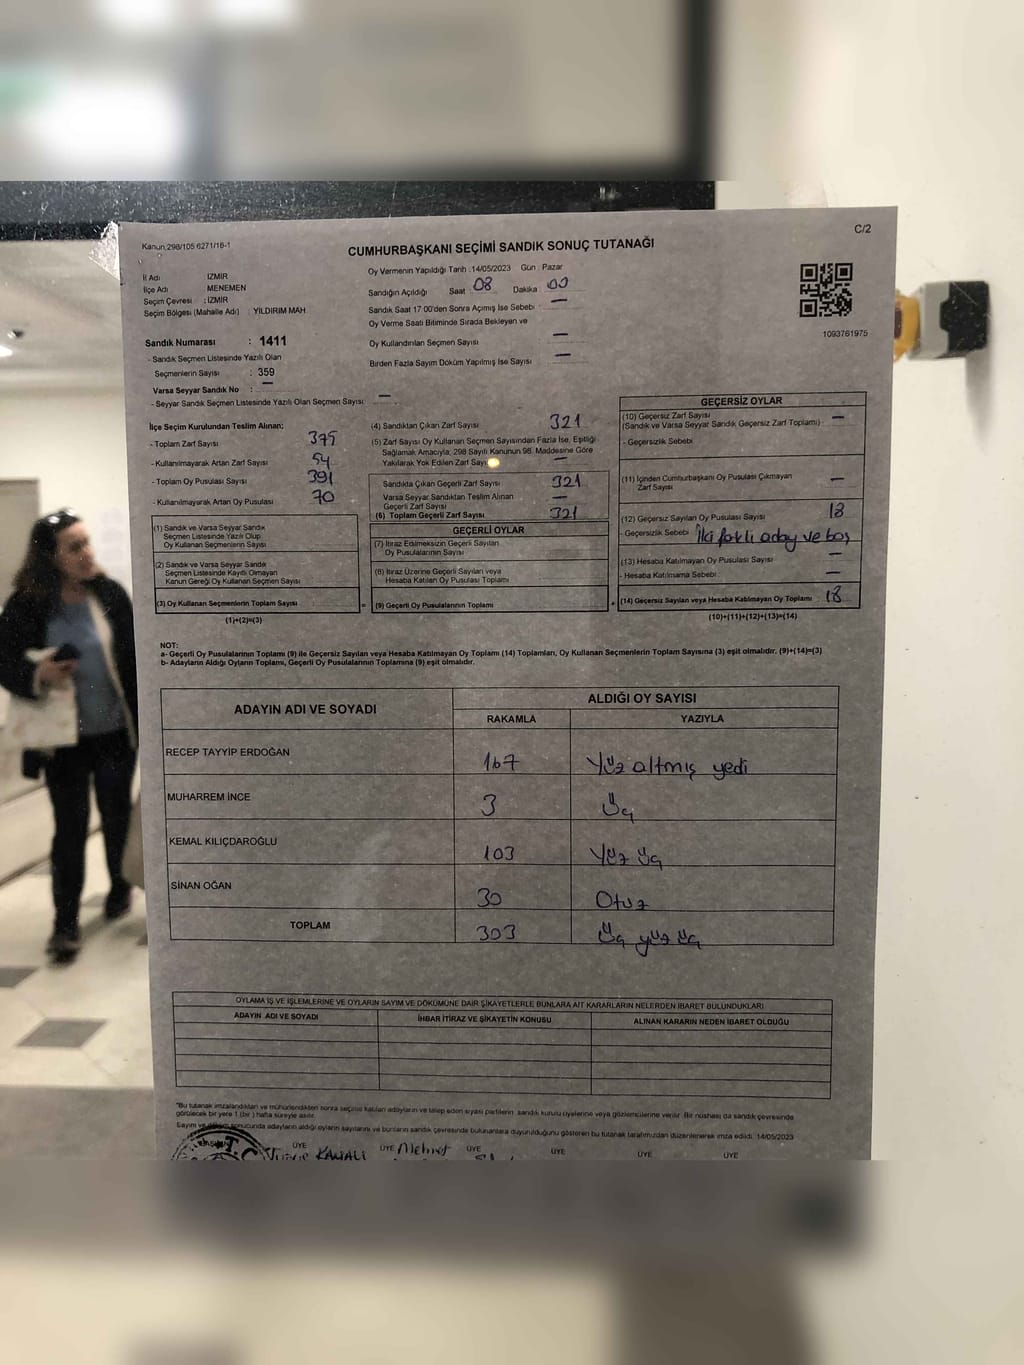 Kanun,298/105 6271/16-1
C/2
CUMHURBAŞKANI SEÇİMİ SANDIK SONUÇ TUTANAĞI
İl Adı İZMİR
İlçe Adı MENEMEN
Seçim Çevresi : İZMİR
Seçim Bölgesi (Mahalle Adı) : YILDIRIM MAH
Oy Vermenin Yapıldığı Tarih :14/05/2023 Gün : Pazar
Sandığın Açıldığı Saat : 08 Dakika : 00
Sandık Saat 17:00'den Sonra Açımış İse Sebebi : —
Oy Verme Saati Bitiminde Sırada Bekleyen ve
Oy Kullandırılan Seçmen Sayısı —
Birden Fazla Sayım Döküm Yapılmış İse Sayısı —
1093761975
Sandık Numarası : 1411
- Sandık Seçmen Listesinde Yazılı Olan
Seçmenlerin Sayısı : 359
Varsa Seyyar Sandık No : —
- Seyyar Sandık Seçmen Listesinde Yazılı Olan Seçmen Sayısı —
İlçe Seçim Kurulundan Teslim Alınan;
- Toplam Zarf Sayısı 375
- Kullanılmayarak Artan Zarf Sayısı 54
- Toplam Oy Pusulası Sayısı 391
- Kullanılmayarak Artan Oy Pusulası 70
(4) Sandıktan Çıkan Zarf Sayısı 321
(5) Zarf Sayısı Oy Kullanan Seçmen Sayısından Fazla İse, Eşitliği
Sağlamak Amacıyla; 298 Sayılı Kanunun 98. Maddesine Göre
Yakılarak Yok Edilen Zarf Sayısı —
Sandıkta Çıkan Geçerli Zarf Sayısı 321
Varsa Seyyar Sandıktan Teslim Alınan
Geçerli Zarf Sayısı —
(6) Toplam Geçerli Zarf Sayısı 321
GEÇERSİZ OYLAR
(10) Geçersiz Zarf Sayısı —
(Sandık ve Varsa Seyyar Sandık Geçersiz Zarf Toplamı)
- Geçersizlik Sebebi
(11) İçinden Cumhurbaşkanı Oy Pusulası Çıkmayan
Zarf Sayısı —
(12) Geçersiz Sayılan Oy Pusulası Sayısı 18
- Geçersizlik Sebebi İki farklı aday ve boş
(13) Hesaba Katılmayan Oy Pusulası Sayısı —
- Hesaba Katılmama Sebebi —
(14) Geçersiz Sayılan veya Hesaba Katılmayan Oy Toplamı 18
(10)+(11)+(12)+(13)=(14)
(1) Sandık ve Varsa Seyyar Sandık
Seçmen Listesinde Yazılı Olup
Oy Kullanan Seçmenlerin Sayısı
(2) Sandık ve Varsa Seyyar Sandık
Seçmen Listesinde Kayıtlı Olmayan
Kanun Gereği Oy Kullanan Seçmen Sayısı
(3) Oy Kullanan Seçmenlerin Toplam Sayısı =
(1)+(2)=(3)
GEÇERLİ OYLAR
(7) İtiraz Edilmeksizin Geçerli Sayılan
Oy Pusulalarının Sayısı
(8) İtiraz Üzerine Geçerli Sayılan veya
Hesaba Katılan Oy Pusulası Toplamı
(9) Geçerli Oy Pusulalarının Toplamı +
NOT:
a- Geçerli Oy Pusulasının Toplamı (9) ile Geçersiz Sayılan veya Hesaba Katılmayan Oy Toplamı (14) Toplamları, Oy Kullanan Seçmenlerin Toplam Sayısına (3) eşit olmalıdır. (9)+(14)=(3)
b- Adayların Aldığı Oyların Toplamı, Geçerli Oy Pusulalarının Toplamına (9) eşit olmalıdır.
ADAYIN ADI VE SOYADI ALDIĞI OY SAYISI
RAKAMLA YAZIYLA
RECEP TAYYİP ERDOĞAN 167 Yüz altmış yedi
MUHARREM İNCE 3 Üç
KEMAL KILIÇDAROĞLU 103 Yüz üç
SİNAN OĞAN 30 Otuz
TOPLAM 303 Üç yüz üç
OYLAMA İŞ VE İŞLEMLERİNE VE OYLARIN SAYIM VE DÖKÜMÜNE DAİR ŞİKAYETLERLE BUNLARA AİT KARARLARIN NELERDEN İBARET BULUNDUKLARI
ADAYIN ADI VE SOYADI İHBAR İTİRAZ VE ŞİKAYETİN KONUSU ALINAN KARARIN NEDEN İBARET OLDUĞU
*Bu tutanak imzalandıktan ve mühürlendikten sonra seçime katılan adayların ve talep eden siyasi partilerin sandık kurulu üyelerine veya gözlemcilerine verilir. Bir nüshası da sandık çevresinde
görülecek bir yere 1 (bir ) hafta süreyle asılır.
Sayım ve döküm sonucunda adayların aldığı oyların sayılarını ve bunların sandık çevresinde bulunanlara duyurulduğunu gösteren bu tutanak tarafımızdan düzenlenerek imza edildi. 14/05/2023
ÜYE ÜYE Mehmet ÜYE ÜYE ÜYE ÜYE
T.C